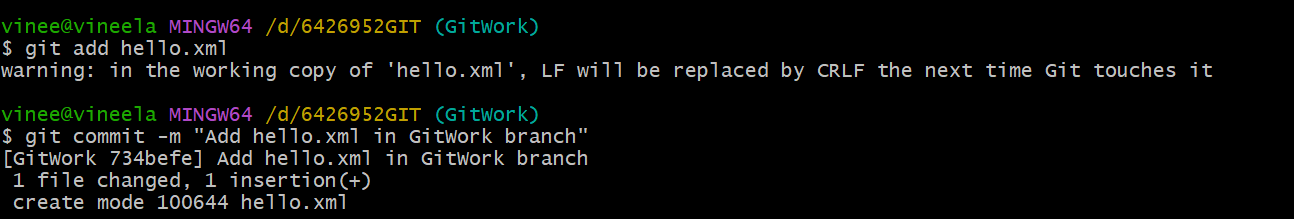 vinee@vineela MINGW64 /d/6426952GIT (GitWork)
$ git add hello.xml
warning: in the working copy of 'hello.xml', LF will be replaced by CRLF the next time Git touches it
vinee@vineela MINGW64 /d/6426952GIT (GitWork)
$ git commit -m "Add hello.xml in GitWork branch"
[GitWork 734befe] Add hello.xml in GitWork branch
 1 file changed, 1 insertion(+)
 create mode 100644 hello.xml